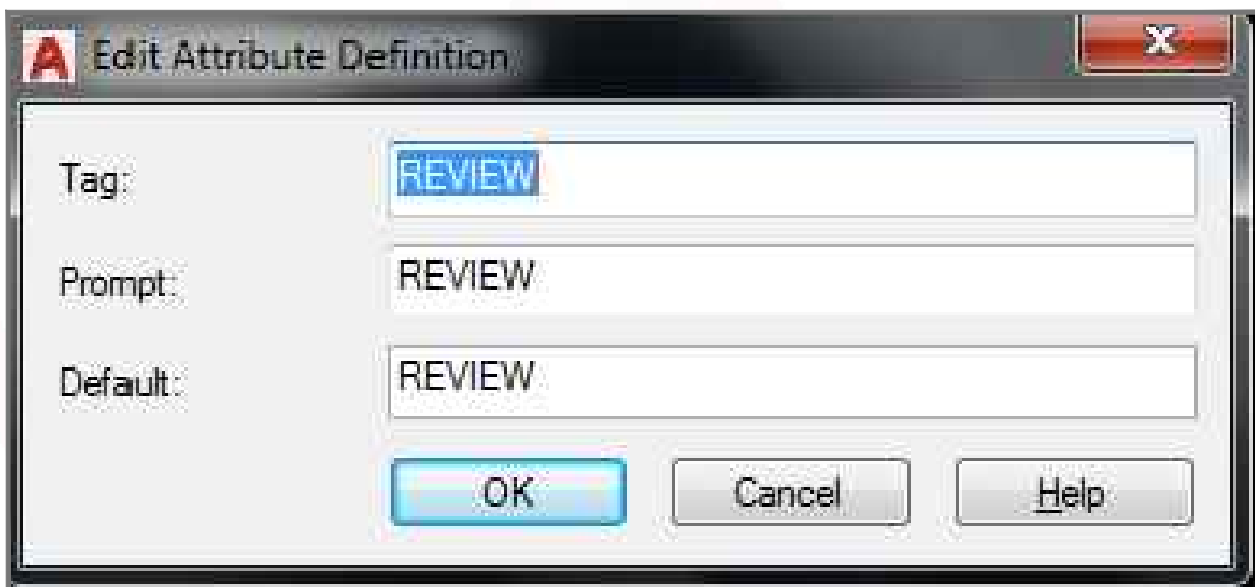 Edit Attribute Definition
Tag: REVIEW
Prompt: REVIEW
Default: REVIEW
OK Cancel Help